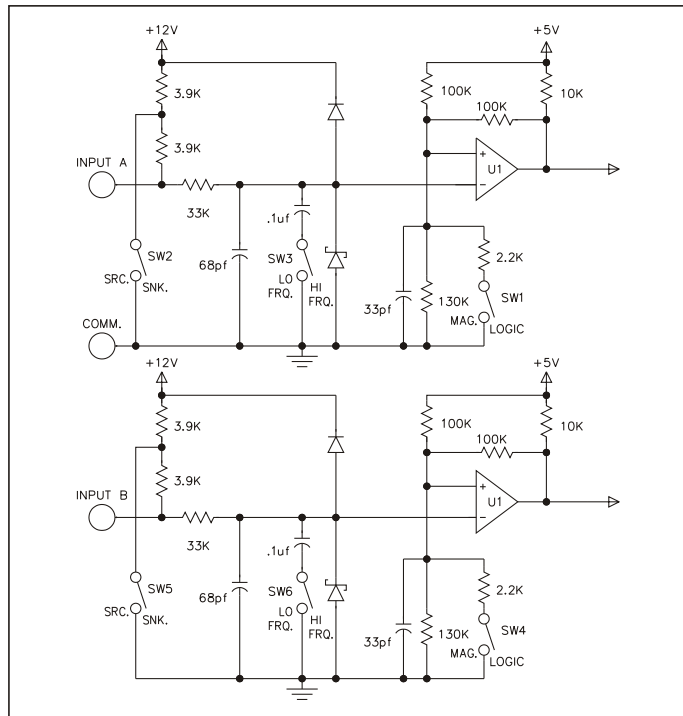 +12V
+5V
3.9K
100K
10K
100K
3.9K
INPUT A
+
U1
-
33K
.1uf
2.2K
SW2
68pf
SW3
SRC.
SNK.
LO
FRQ.
HI
FRQ.
33pf
130K
SW1
MAG.
LOGIC
COMM.
+12V
+5V
3.9K
100K
10K
100K
3.9K
INPUT B
+
U1
-
33K
.1uf
2.2K
SW5
68pf
SW6
SRC.
SNK.
LO
FRQ.
HI
FRQ.
33pf
130K
SW4
MAG.
LOGIC